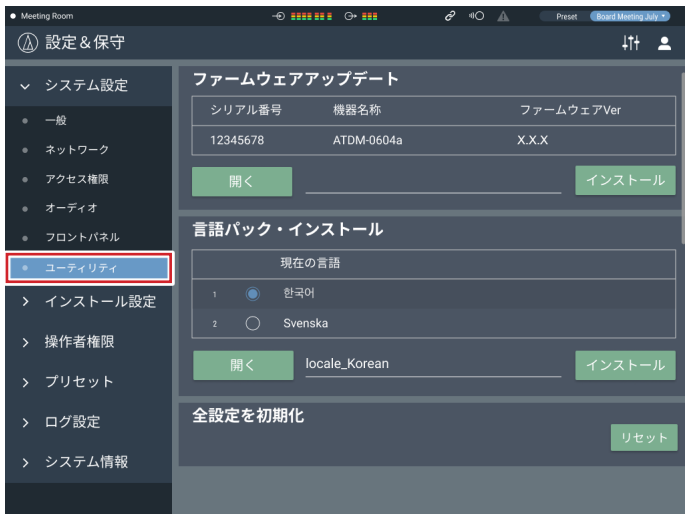 Meeting Room
Preset
Board Meeting July
設定＆保守
システム設定
一般
ネットワーク
アクセス権限
オーディオ
フロントパネル
ユーティリティ
インストール設定
操作者権限
プリセット
ログ設定
システム情報
ファームウェアアップデート
シリアル番号 機器名称 ファームウェアVer
12345678 ATDM-0604a X.X.X
開く インストール
言語パック・インストール
現在の言語
1 한국어
2 Svenska
開く locale_Korean インストール
全設定を初期化
リセット